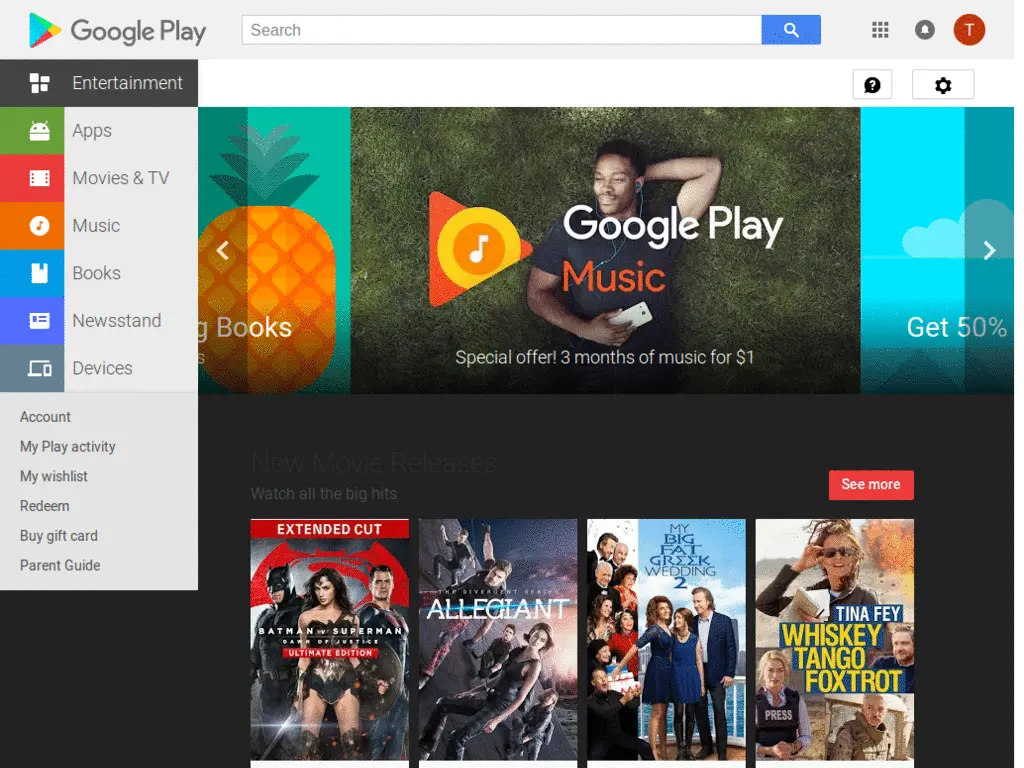 Google Play
Search
T
Entertainment
Apps
Movies & TV
Music
Books
Newsstand
Devices
Account
My Play activity
My wishlist
Redeem
Buy gift card
Parent Guide
g Books
s
Google Play
Music
Special offer! 3 months of music for $1
Get 50%
New Movie Releases
Watch all the big hits
See more
EXTENDED CUT
BATMAN v SUPERMAN
DAWN OF JUSTICE
ULTIMATE EDITION
THE DIVERGENT SERIES
ALLEGIANT
MY
BIG
FAT
GREEK
WEDDING
2
TINA FEY
WHISKEY
TANGO
FOXTROT
PRESS